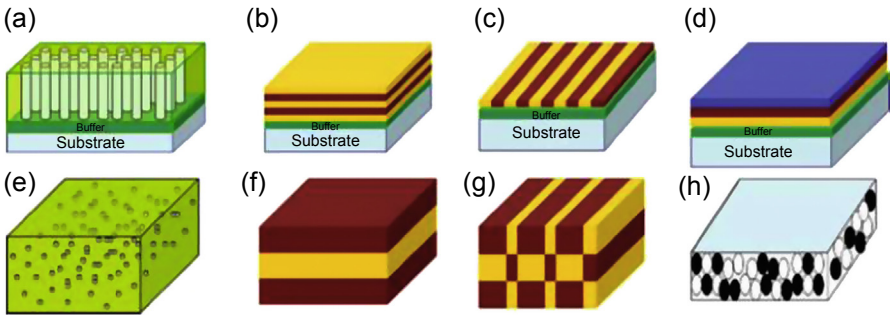 (a)
(b)
(c)
(d)
Buffer
Substrate
Buffer
Substrate
Buffer
Substrate
Buffer
Substrate
(e)
(f)
(g)
(h)